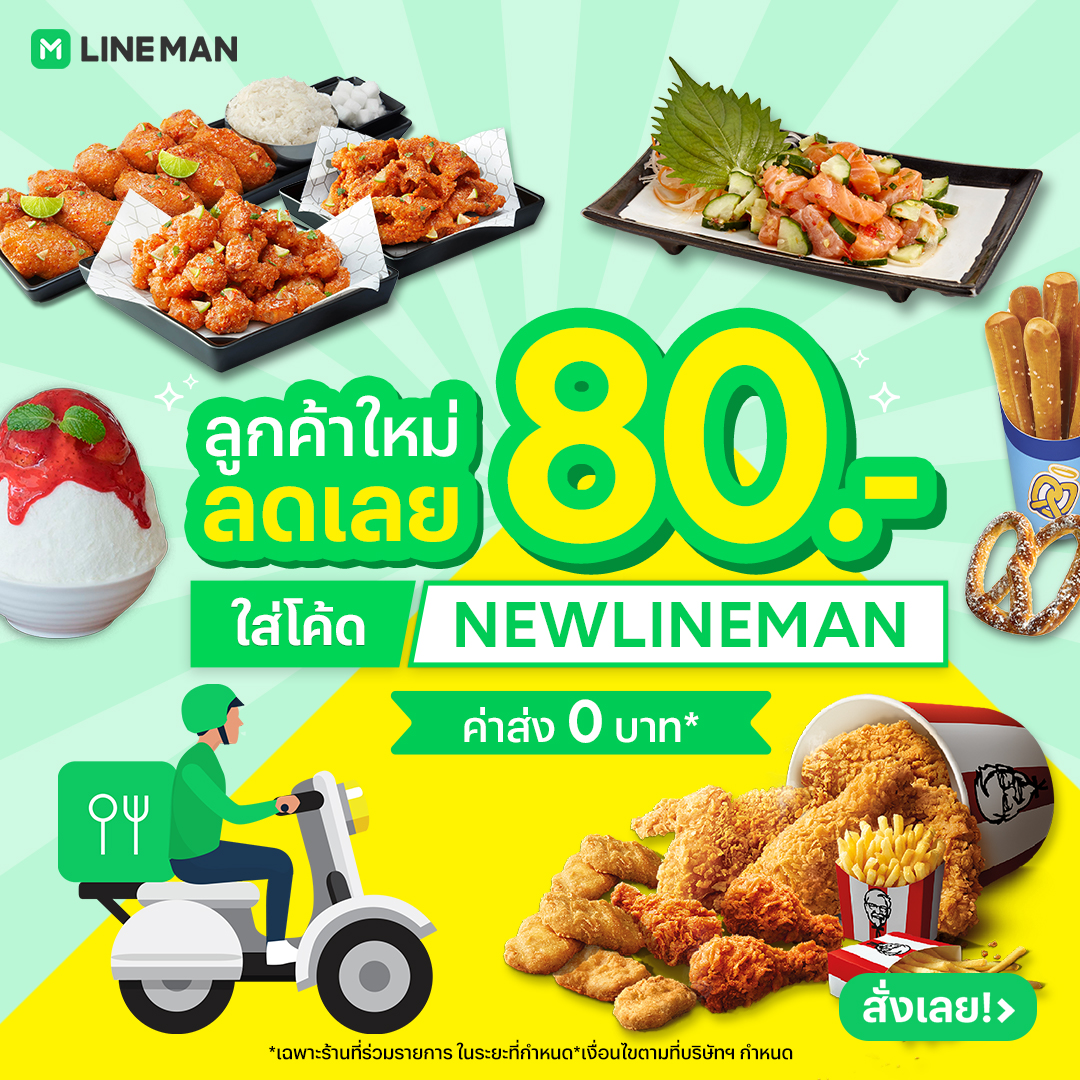 LINE MAN
ลูกค้าใหม่
ลดเลย
80.-
ใส่โค้ด NEWLINEMAN
ค่าส่ง 0 บาท*
สั่งเลย!>
*เฉพาะร้านที่ร่วมรายการ ในระยะที่กำหนด*เงื่อนไขตามที่บริษัทฯ กำหนด